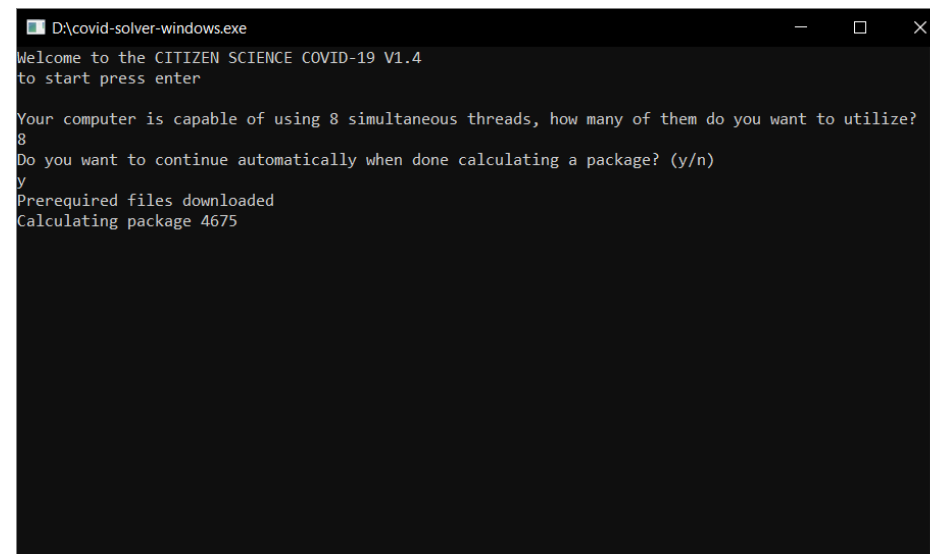 D:\covid-solver-windows.exe
Welcome to the CITIZEN SCIENCE COVID-19 V1.4
to start press enter
Your computer is capable of using 8 simultaneous threads, how many of them do you want to utilize?
8
Do you want to continue automatically when done calculating a package? (y/n)
y
Prerequired files downloaded
Calculating package 4675